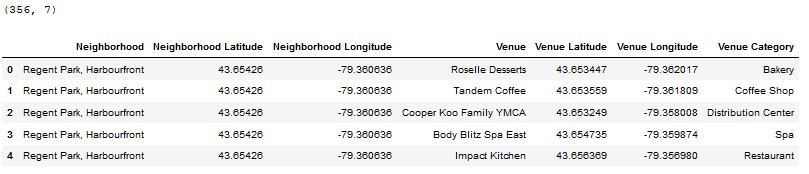 (356, 7)
Neighborhood Neighborhood Latitude Neighborhood Longitude Venue Venue Latitude Venue Longitude Venue Category
0 Regent Park, Harbourfront 43.65426 -79.360636 Roselle Desserts 43.653447 -79.362017 Bakery
1 Regent Park, Harbourfront 43.65426 -79.360636 Tandem Coffee 43.653559 -79.361809 Coffee Shop
2 Regent Park, Harbourfront 43.65426 -79.360636 Cooper Koo Family YMCA 43.653249 -79.358008 Distribution Center
3 Regent Park, Harbourfront 43.65426 -79.360636 Body Blitz Spa East 43.654735 -79.359874 Spa
4 Regent Park, Harbourfront 43.65426 -79.360636 Impact Kitchen 43.656369 -79.356980 Restaurant